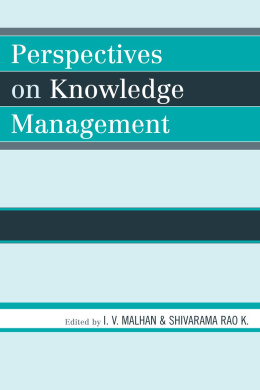 Perspectives
on Knowledge
Management
Edited by I. V. MALHAN & SHIVARAMA RAO K.